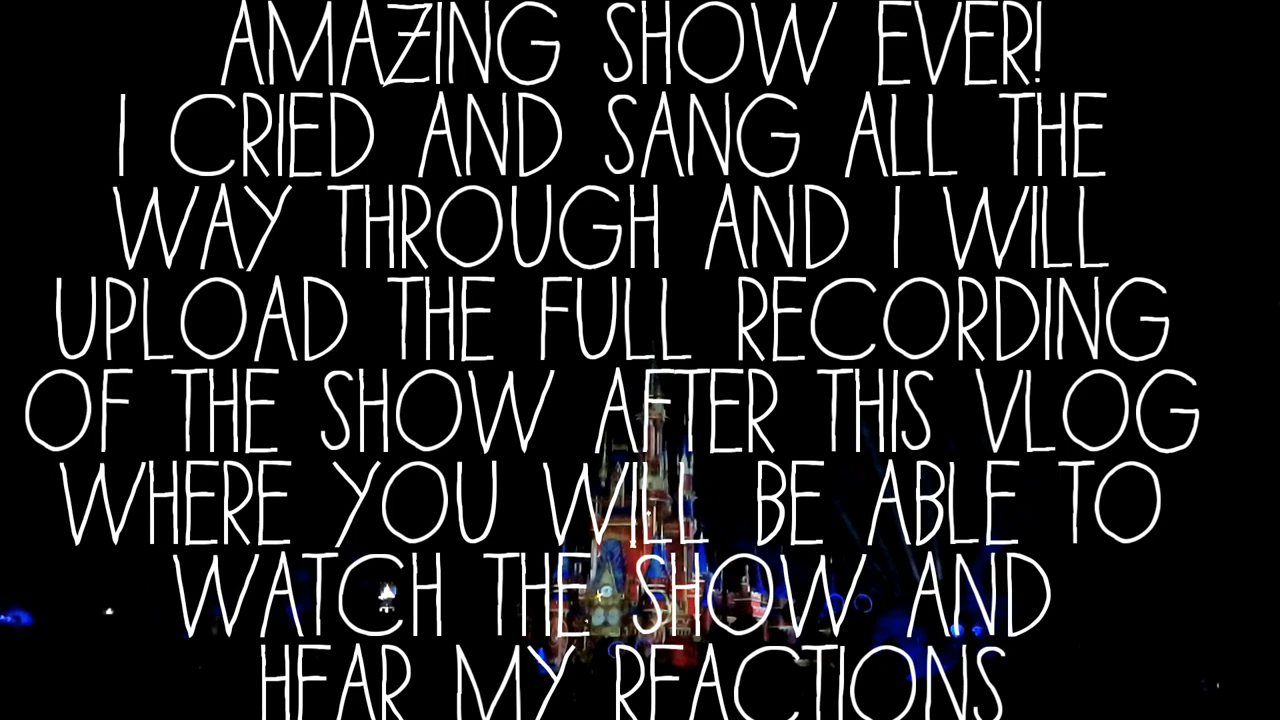 AMAZING SHOW EVER!
I CRIED AND SANG ALL THE
WAY THROUGH AND I WILL
UPLOAD THE FULL RECORDING
OF THE SHOW AFTER THIS VLOG
WHERE YOU WILL BE ABLE TO
WATCH THE SHOW AND
HEAR MY REACTIONS